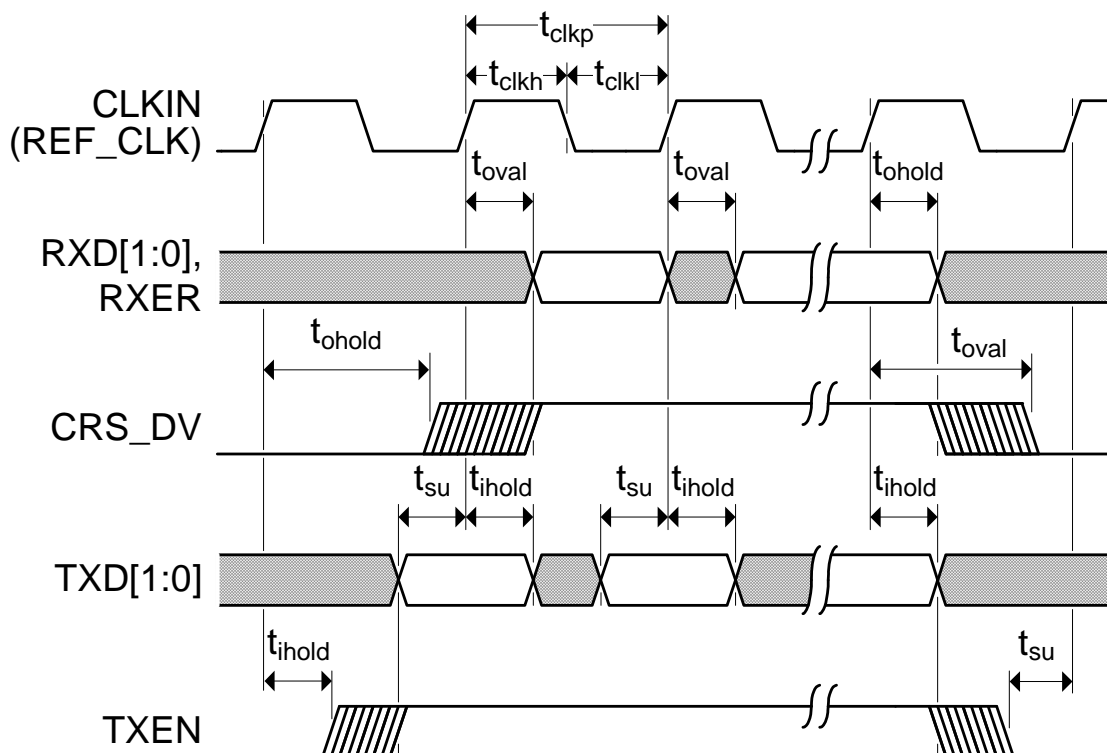 t_clkp
t_clkh t_clkl
CLKIN
(REF_CLK)
t_oval t_oval t_ohold
RXD[1:0],
RXER
t_ohold t_oval
CRS_DV
t_su t_ihold t_su t_ihold t_ihold
TXD[1:0]
t_ihold t_su
TXEN